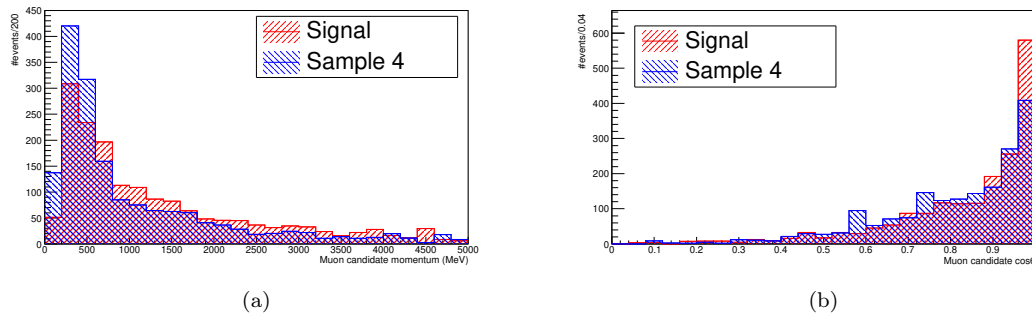 #events/200
450
400
350
300
250
200
150
100
50
0
Signal
Sample 4
0 500 1000 1500 2000 2500 3000 3500 4000 4500 5000
Muon candidate momentum (MeV)
(a)
#events/0.04
600
500
400
300
200
100
0
Signal
Sample 4
0 0.1 0.2 0.3 0.4 0.5 0.6 0.7 0.8 0.9
Muon candidate cos
(b)